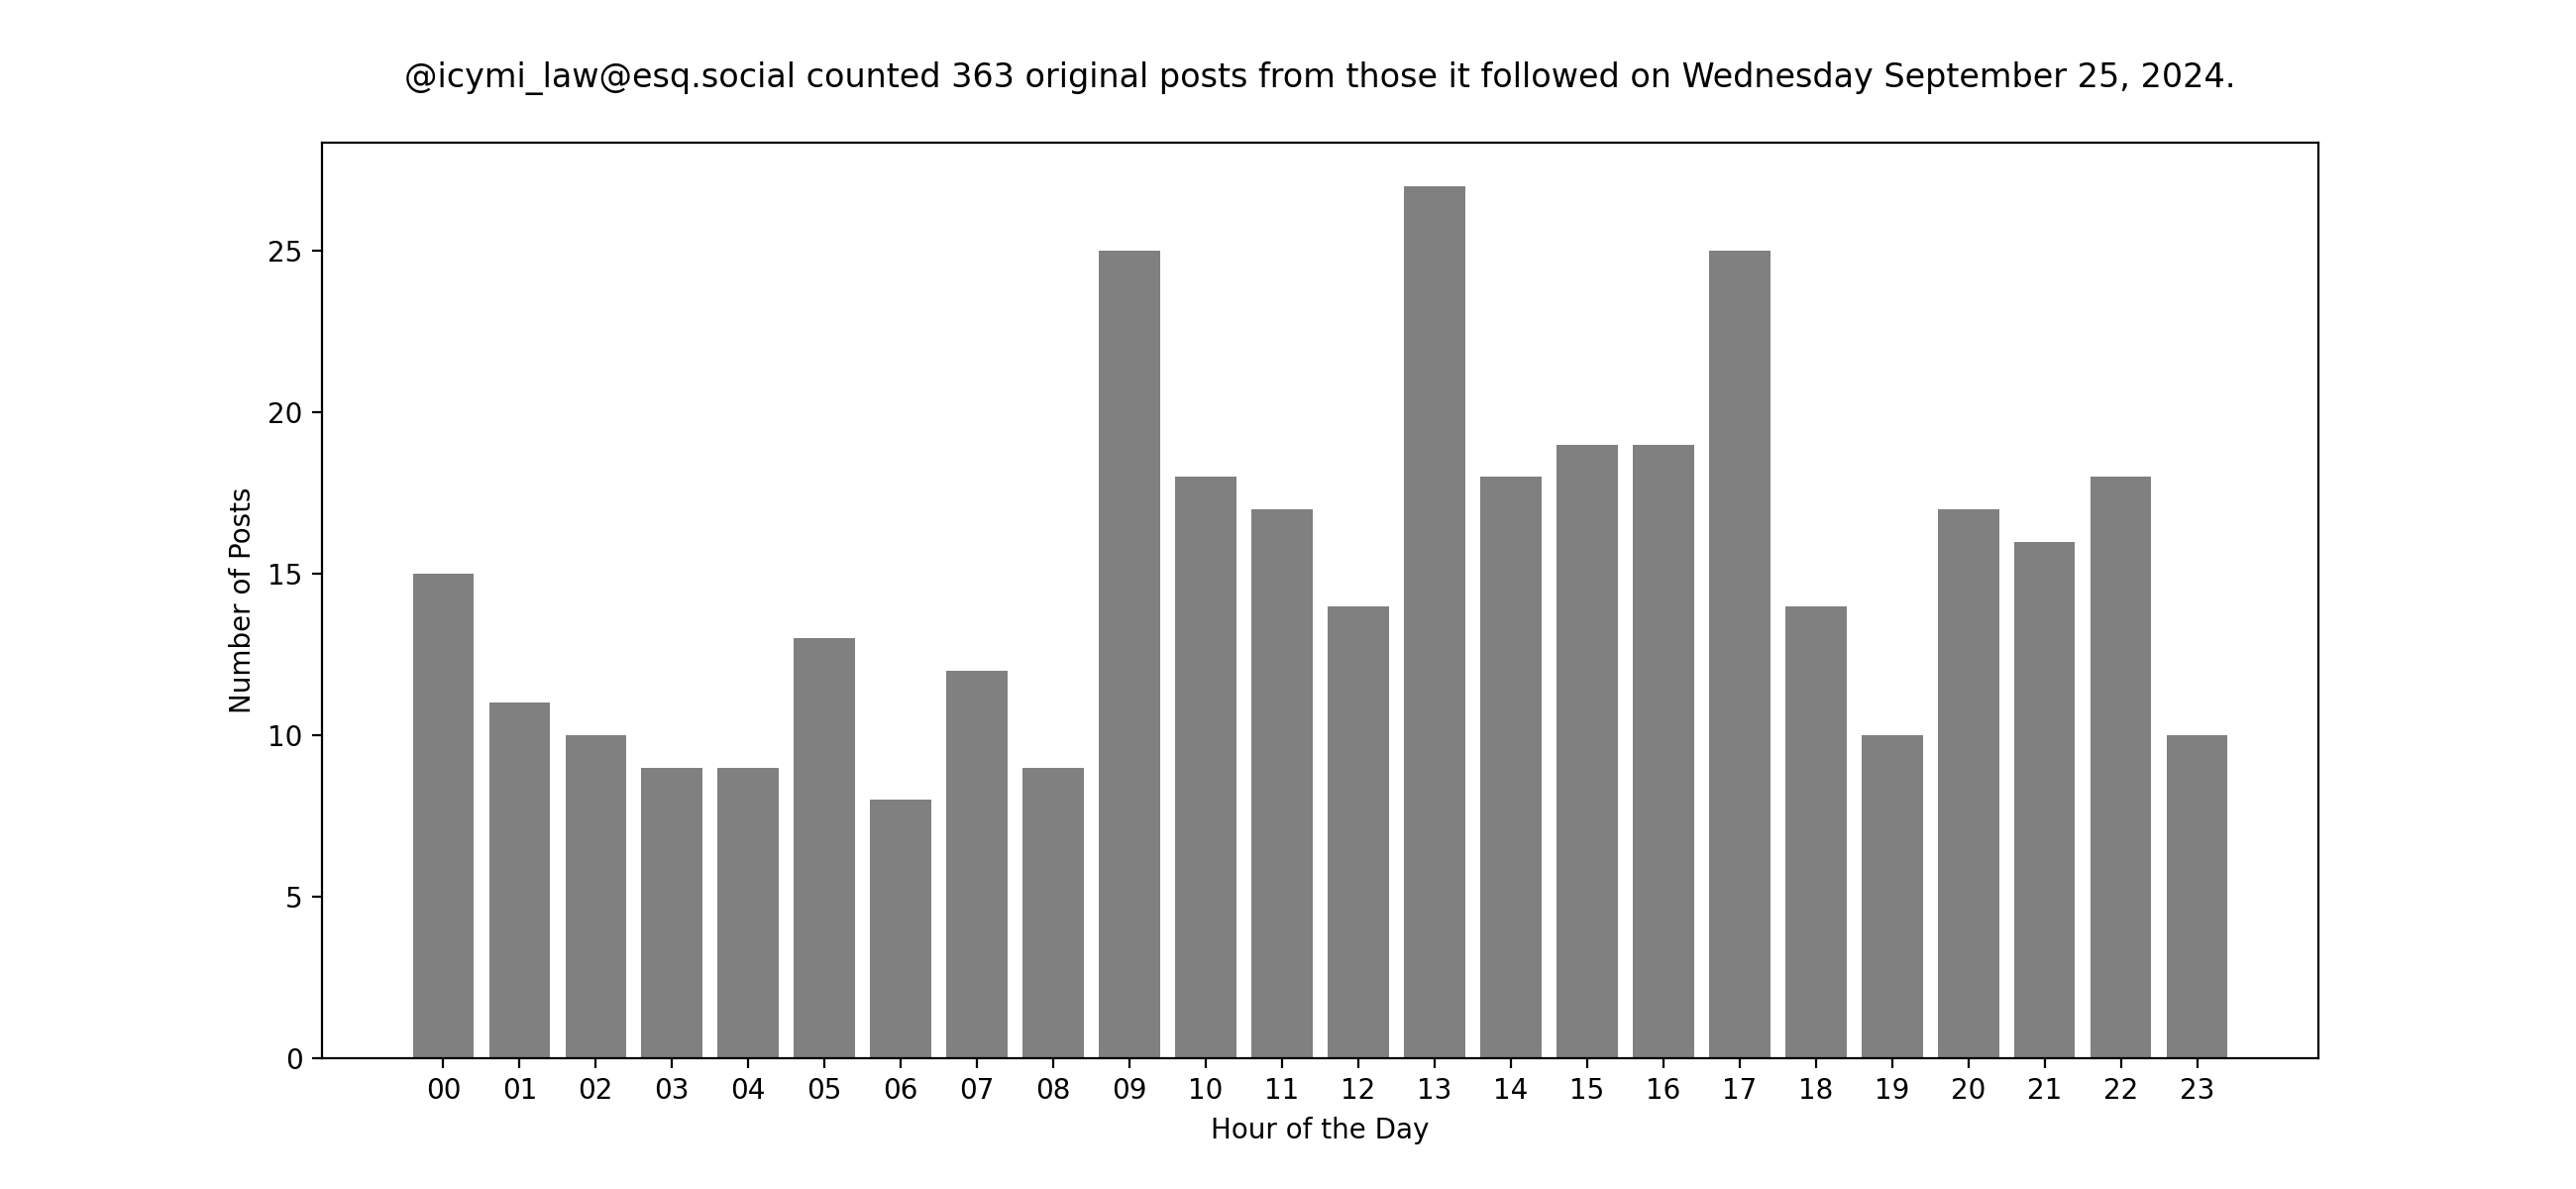 @icymi_law@esq.social counted 363 original posts from those it followed on Wednesday September 25, 2024.
Number of Posts
25
20
15
10
5
0
00 01 02 03 04 05 06 07 08 09 10 11 12 13 14 15 16 17 18 19 20 21 22 23
Hour of the Day